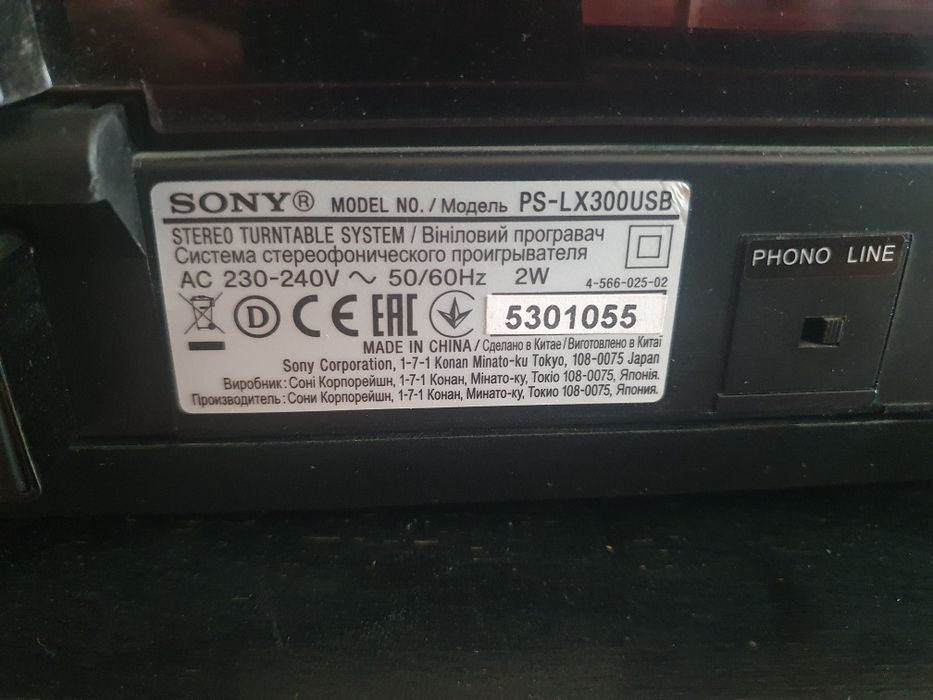 SONY® MODEL NO. / Модель PS-LX300USB
STEREO TURNTABLE SYSTEM / Вініловий програвач
Система стереофонического проигрывателя
AC 230-240V ~ 50/60Hz 2W 4-566-025-02
D CE EAC 5301055
MADE IN CHINA / Сделано в Китае / Виготовлено в Китаї
Sony Corporation, 1-7-1 Konan Minato-ku Tokyo, 108-0075 Japan
Виробник: Соні Корпорейшн, 1-7-1 Конан, Мінато-ку, Токіо 108-0075, Японія.
Производитель: Сони Корпорейшн, 1-7-1 Конан, Минато-ку, Токио 108-0075, Япония.
PHONO LINE